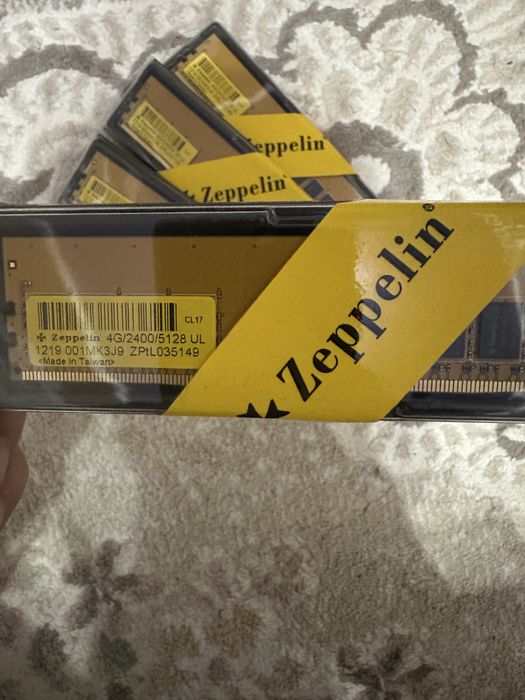 Zeppelin
Zeppelin
Zeppelin
CL17
Zeppelin 4G/2400/5128 UL
1219 001MK3J9 ZPtL035149
<Made in Taiwan>